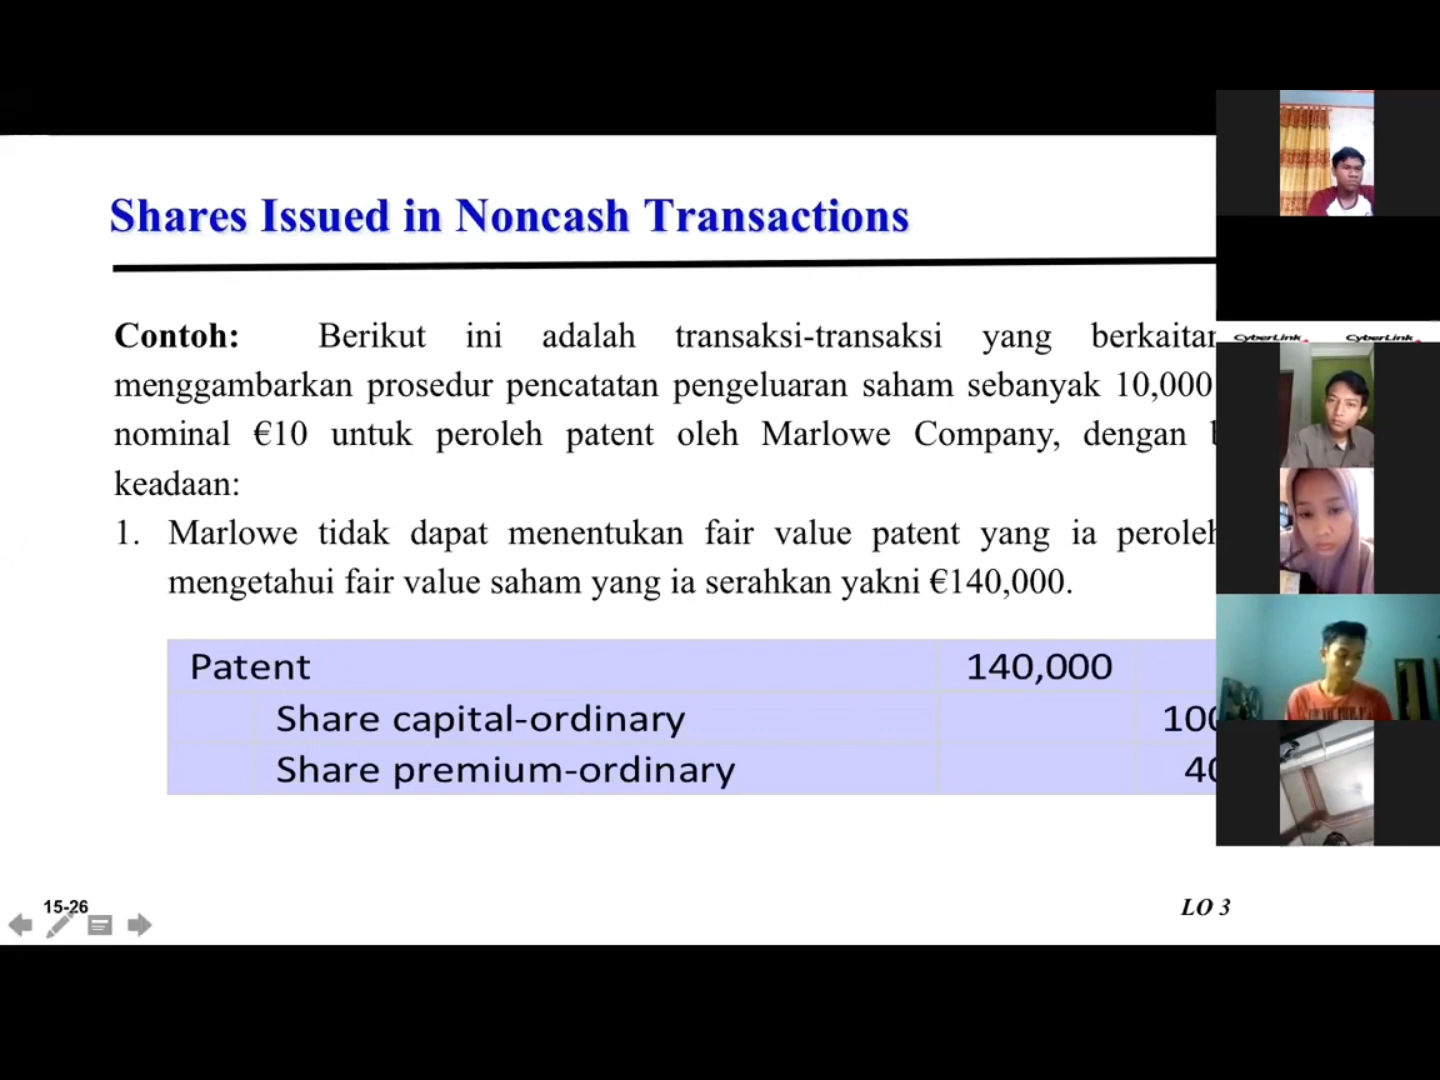 Shares Issued in Noncash Transactions
Contoh: Berikut ini adalah transaksi-transaksi yang berkaitan
menggambarkan prosedur pencatatan pengeluaran saham sebanyak 10,000
nominal €10 untuk peroleh patent oleh Marlowe Company, dengan
keadaan:
1. Marlowe tidak dapat menentukan fair value patent yang ia peroleh
mengetahui fair value saham yang ia serahkan yakni €140,000.
Patent 140,000
Share capital-ordinary
Share premium-ordinary
15-26
LO 3
CyberLink CyberLink